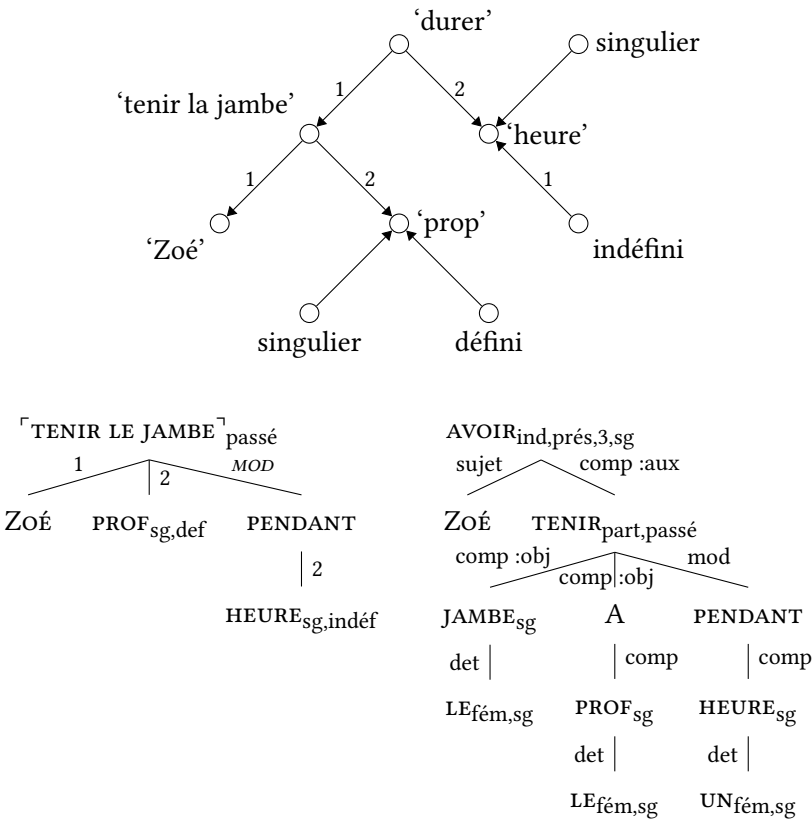 ‘durer’ singulier
1 2
‘tenir la jambe’ ‘heure’
1 2 1
‘Zoé’ ‘prop’ indéfini
singulier défini
⌜TENIR LE JAMBE⌝passé
1 2 MOD
ZOÉ PROFsg,def PENDANT
2
HEUREsg,indéf
AVOIRind,prés,3,sg
sujet comp :aux
ZOÉ TENIRpart,passé
comp :obj comp :obj mod
JAMBEsg A PENDANT
det comp comp
LEfém,sg PROFsg HEUREsg
det det
LEfém,sg UNfém,sg